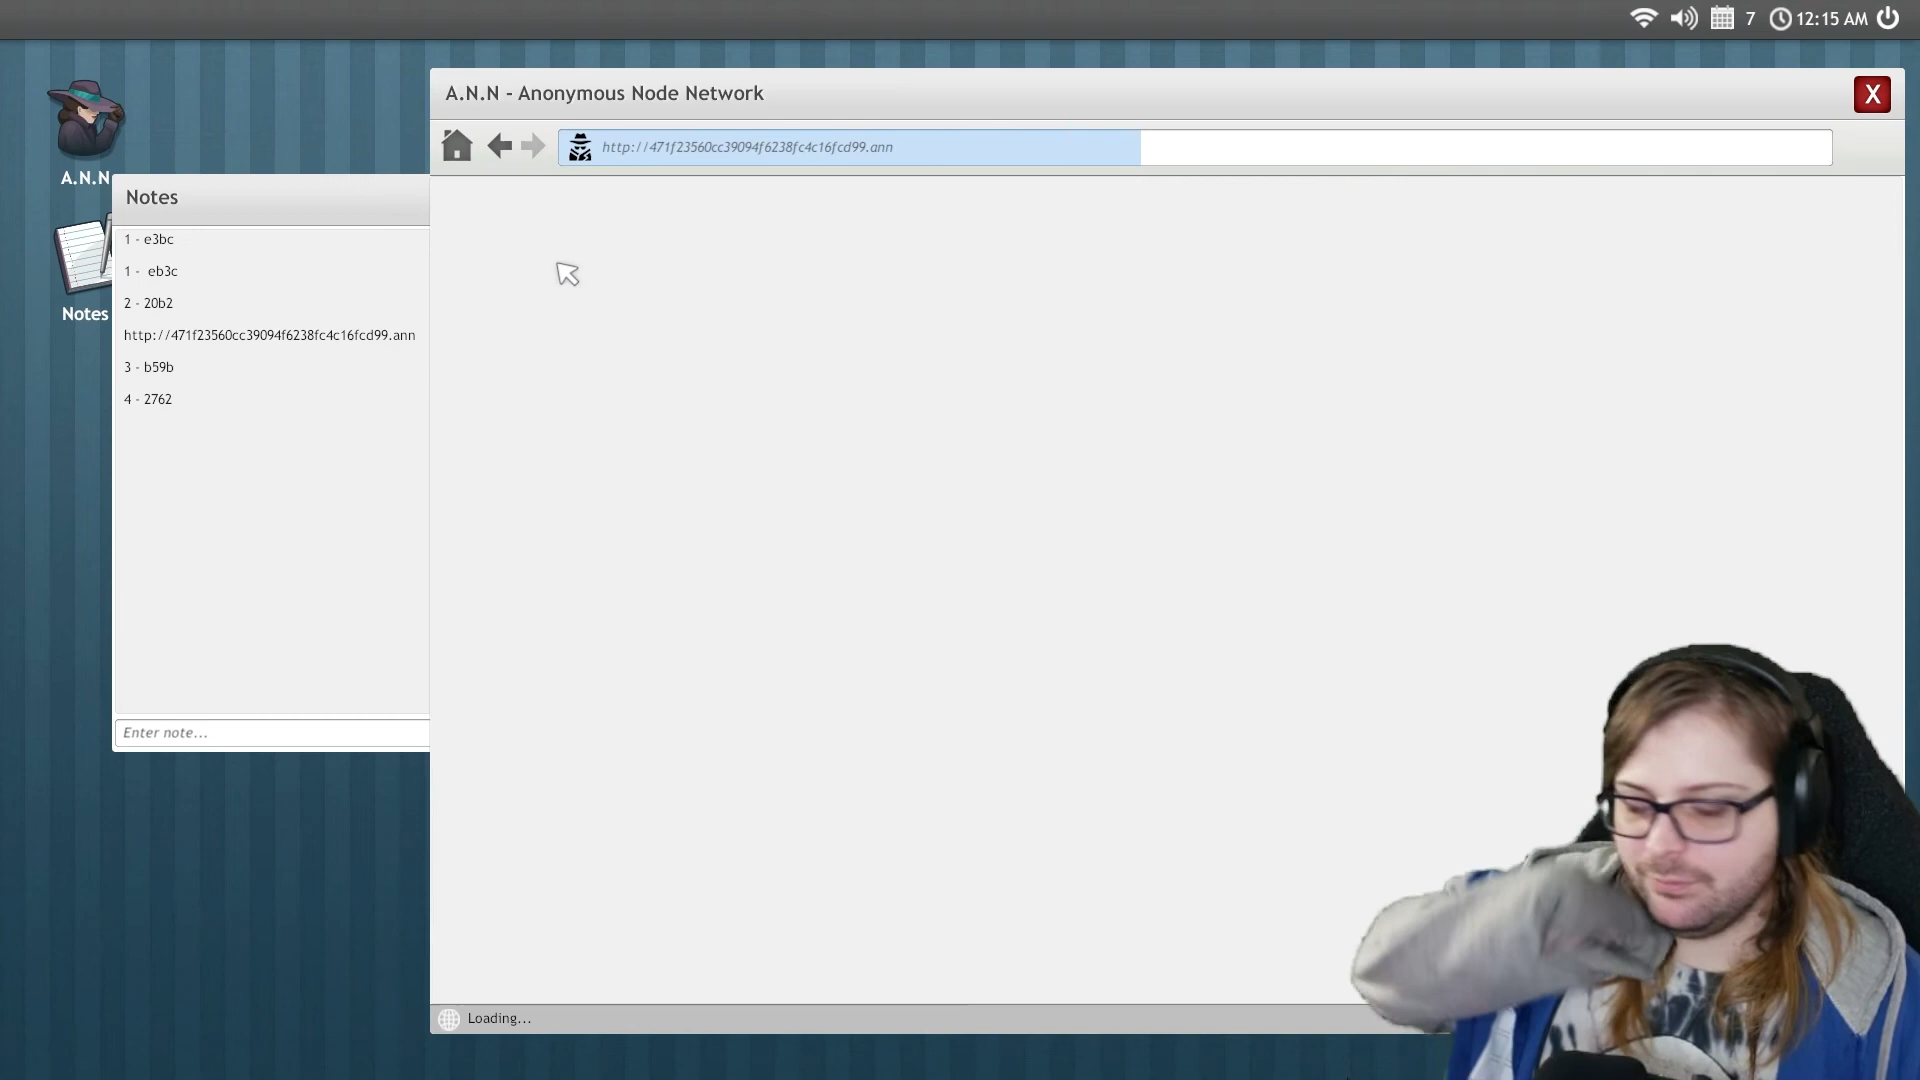 7 12:15 AM
A.N.N
Notes
A.N.N - Anonymous Node Network
X
http://471f23560cc39094f6238fc4c16fcd99.ann
Notes
1 - e3bc
1 -  eb3c
2 - 20b2
http://471f23560cc39094f6238fc4c16fcd99.ann
3 - b59b
4 - 2762
Enter note...
Loading...